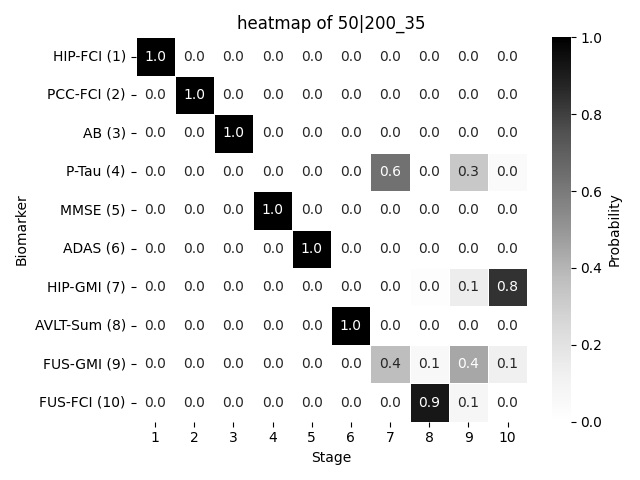 heatmap of 50|200_35
HIP-FCI (1) 1.0 0.0 0.0 0.0 0.0 0.0 0.0 0.0 0.0 0.0
PCC-FCI (2) 0.0 1.0 0.0 0.0 0.0 0.0 0.0 0.0 0.0 0.0
AB (3) 0.0 0.0 1.0 0.0 0.0 0.0 0.0 0.0 0.0 0.0
P-Tau (4) 0.0 0.0 0.0 0.0 0.0 0.0 0.6 0.0 0.3 0.0
MMSE (5) 0.0 0.0 0.0 1.0 0.0 0.0 0.0 0.0 0.0 0.0
ADAS (6) 0.0 0.0 0.0 0.0 1.0 0.0 0.0 0.0 0.0 0.0
HIP-GMI (7) 0.0 0.0 0.0 0.0 0.0 0.0 0.0 0.0 0.1 0.8
AVLT-Sum (8) 0.0 0.0 0.0 0.0 0.0 1.0 0.0 0.0 0.0 0.0
FUS-GMI (9) 0.0 0.0 0.0 0.0 0.0 0.0 0.4 0.1 0.4 0.1
FUS-FCI (10) 0.0 0.0 0.0 0.0 0.0 0.0 0.0 0.9 0.1 0.0
1 2 3 4 5 6 7 8 9 10
Stage
Biomarker
1.0
0.8
0.6
0.4
0.2
0.0
Probability